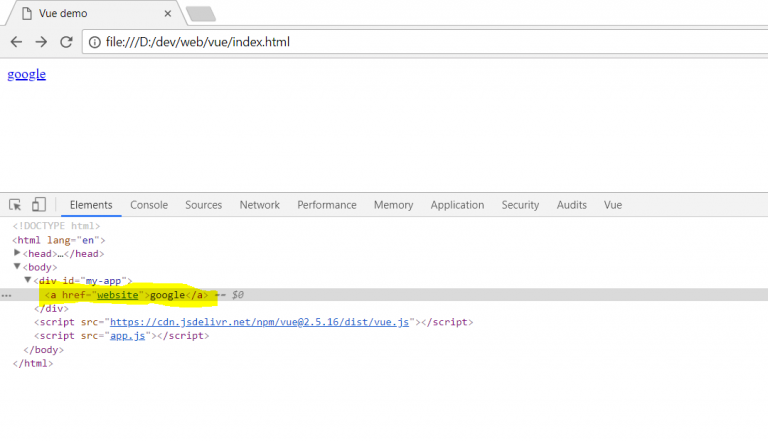 Vue demo
file:///D:/dev/web/vue/index.html
google
Elements Console Sources Network Performance Memory Application Security Audits Vue
<!DOCTYPE html>
<html lang="en">
<head>…</head>
<body>
<div id="my-app">
<a href="website">google</a> == $0
</div>
<script src="https://cdn.jsdelivr.net/npm/vue@2.5.16/dist/vue.js"></script>
<script src="app.js"></script>
</body>
</html>